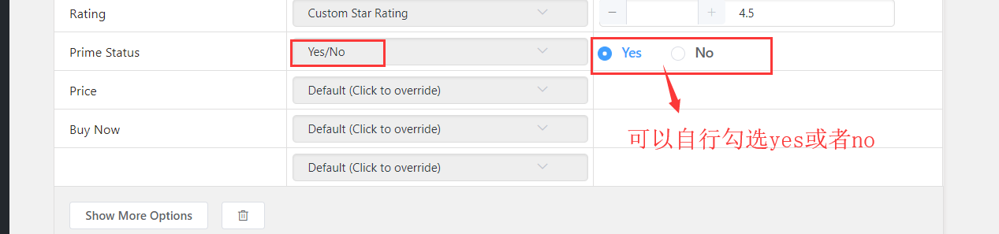 Rating Custom Star Rating − + 4.5
Prime Status Yes/No Yes No
Price Default (Click to override)
Buy Now Default (Click to override)
可以自行勾选yes或者no
Default (Click to override)
Show More Options